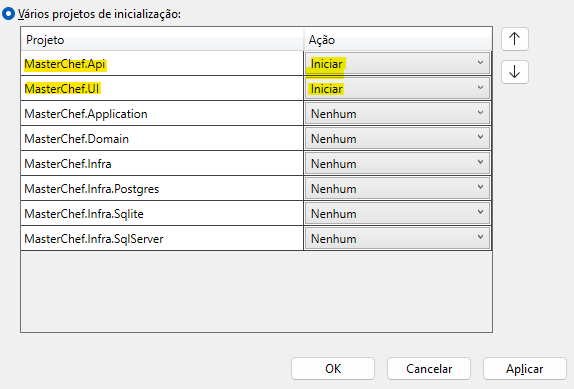 Vários projetos de inicialização:
Projeto Ação
MasterChef.Api Iniciar
MasterChef.UI Iniciar
MasterChef.Application Nenhum
MasterChef.Domain Nenhum
MasterChef.Infra Nenhum
MasterChef.Infra.Postgres Nenhum
MasterChef.Infra.Sqlite Nenhum
MasterChef.Infra.SqlServer Nenhum
OK Cancelar Aplicar